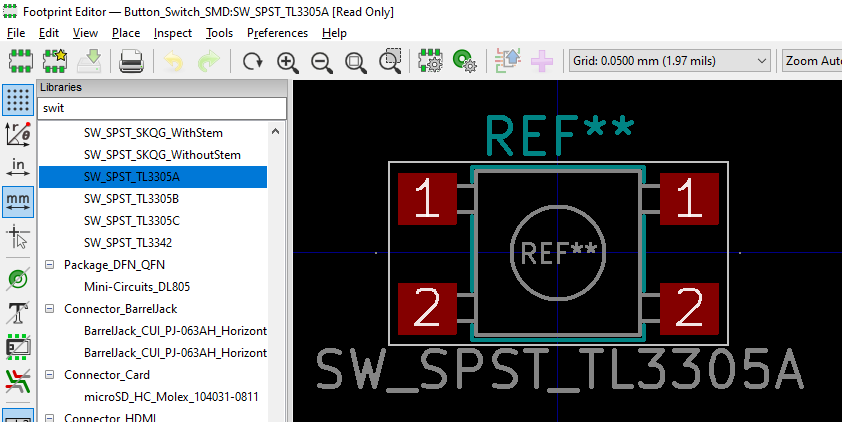 Footprint Editor — Button_Switch_SMD:SW_SPST_TL3305A [Read Only]
File Edit View Place Inspect Tools Preferences Help
Grid: 0.0500 mm (1.97 mils)
Zoom Auto
Libraries
swit
SW_SPST_SKQG_WithStem
SW_SPST_SKQG_WithoutStem
SW_SPST_TL3305A
SW_SPST_TL3305B
SW_SPST_TL3305C
SW_SPST_TL3342
Package_DFN_QFN
Mini-Circuits_DL805
Connector_BarrelJack
BarrelJack_CUI_PJ-063AH_Horizont
BarrelJack_CUI_PJ-063AH_Horizont
Connector_Card
microSD_HC_Molex_104031-0811
Connector_HDMI
in
mm
REF**
1 1
REF**
2 2
SW_SPST_TL3305A